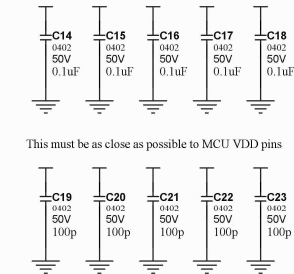 C14 C15 C16 C17 C18
0402 0402 0402 0402 0402
50V 50V 50V 50V 50V
0.1uF 0.1uF 0.1uF 0.1uF 0.1uF
This must be as close as possible to MCU VDD pins
C19 C20 C21 C22 C23
0402 0402 0402 0402 0402
50V 50V 50V 50V 50V
100p 100p 100p 100p 100p